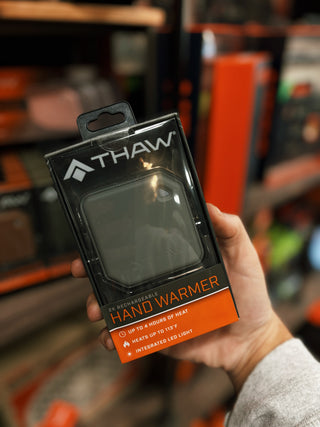 THAW
RECHARGEABLE
HAND WARMER
UP TO 4 HOURS OF HEAT
HEATS UP TO 113°F
INTEGRATED LED LIGHT